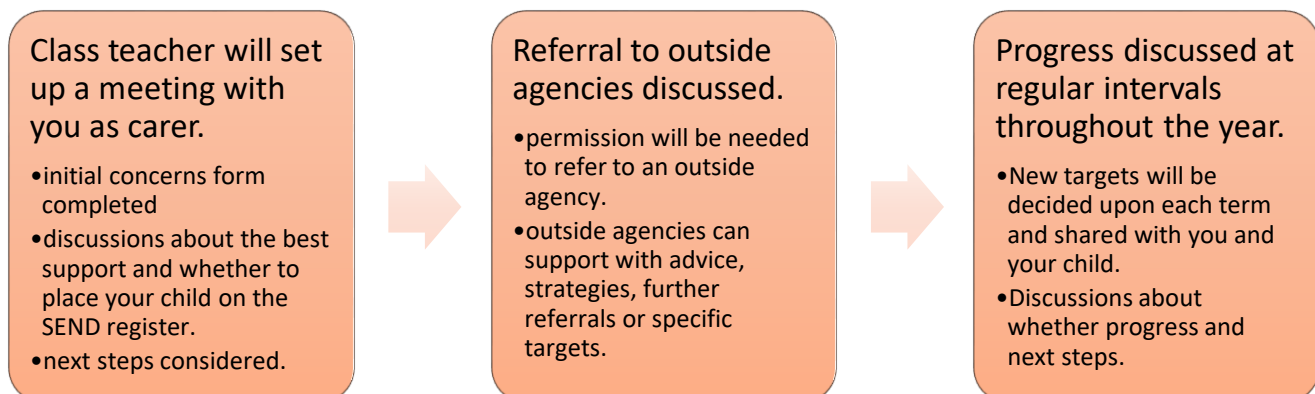 Class teacher will set
up a meeting with
you as carer.
•initial concerns form
completed
•discussions about the best
support and whether to
place your child on the
SEND register.
•next steps considered.
Referral to outside
agencies discussed.
•permission will be needed
to refer to an outside
agency.
•outside agencies can
support with advice,
strategies, further
referrals or specific
targets.
Progress discussed at
regular intervals
throughout the year.
•New targets will be
decided upon each term
and shared with you and
your child.
•Discussions about
whether progress and
next steps.